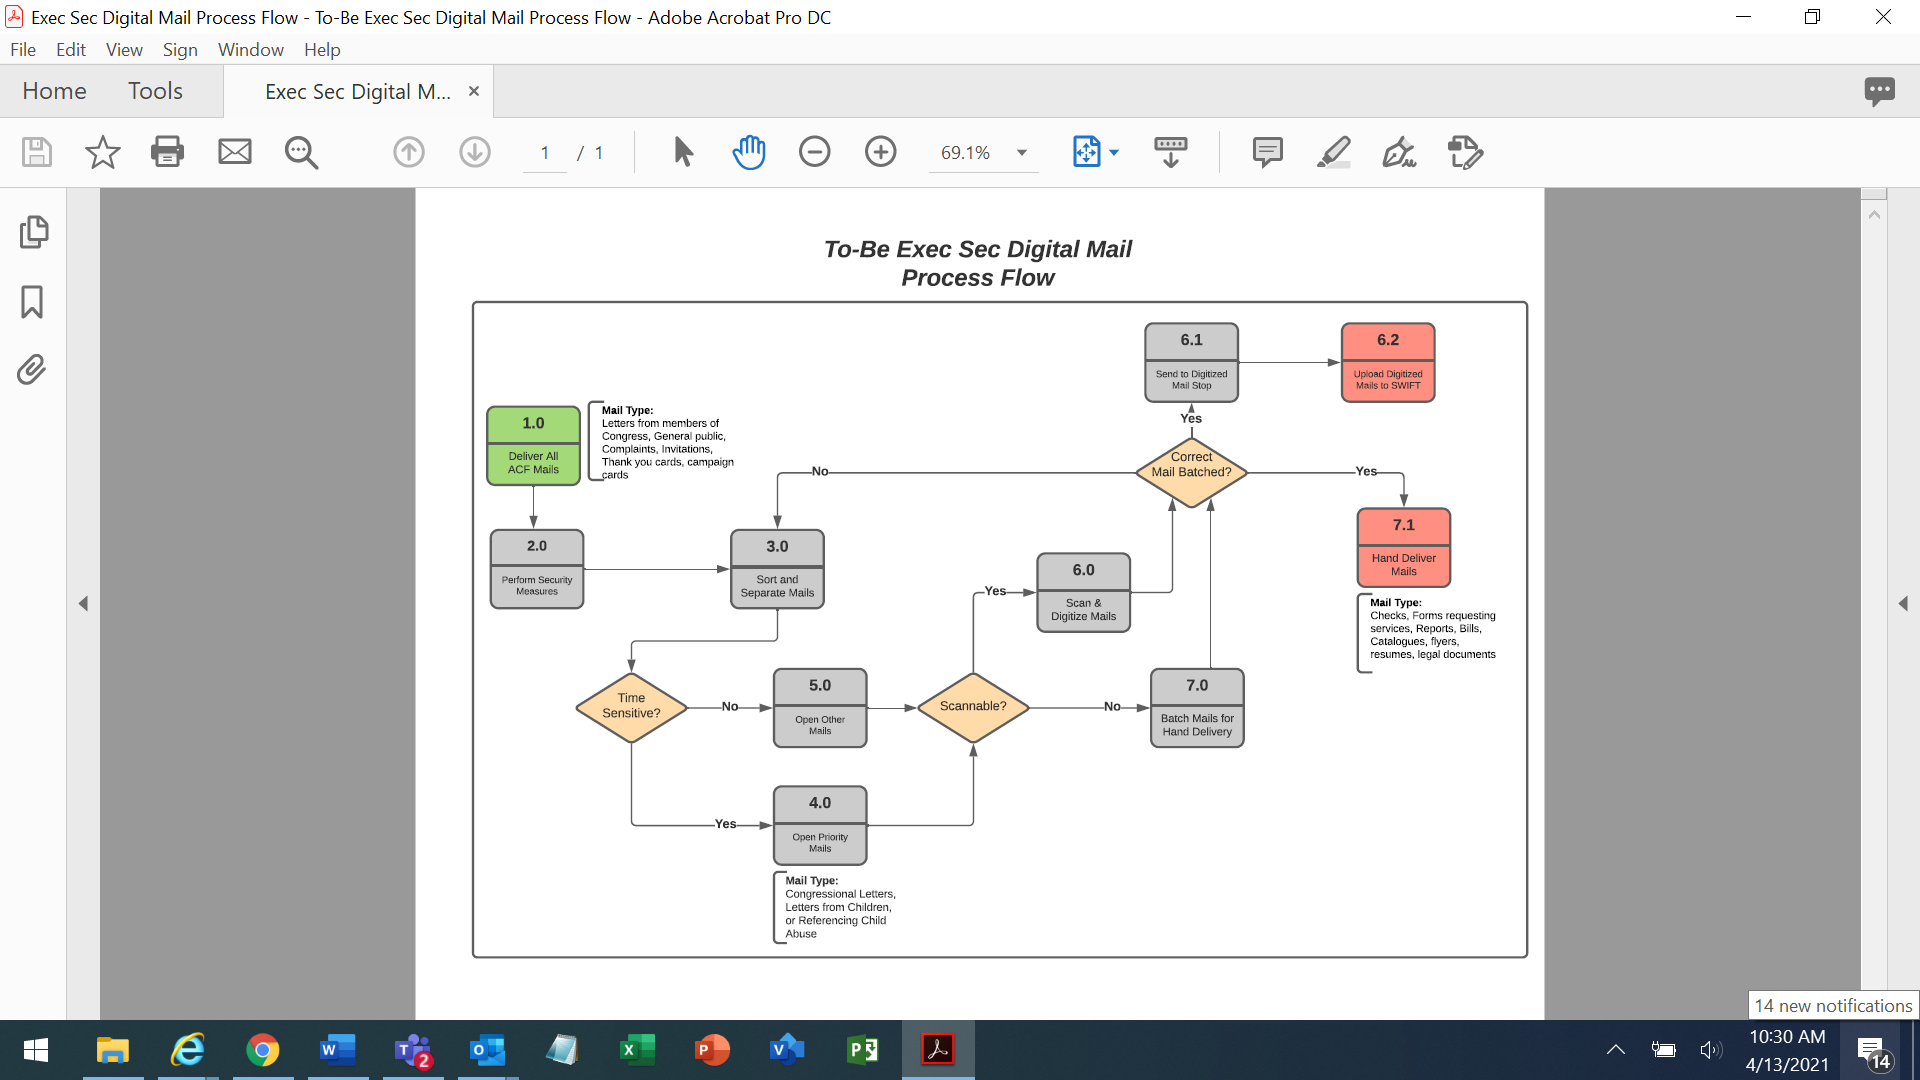 Exec Sec Digital Mail Process Flow - To-Be Exec Sec Digital Mail Process Flow - Adobe Acrobat Pro DC
File Edit View Sign Window Help
Home Tools Exec Sec Digital M... ×
1 / 1 69.1%
To-Be Exec Sec Digital Mail
Process Flow
6.1
Send to Digitized
Mail Stop
6.2
Upload Digitized
Mails to SWIFT
1.0
Deliver All
ACF Mails
Mail Type:
Letters from members of
Congress, General public,
Complaints, Invitations,
Thank you cards, campaign
cards
Yes
Correct
Mail Batched?
No
Yes
7.1
Hand Deliver
Mails
Mail Type:
Checks, Forms requesting
services, Reports, Bills,
Catalogues, flyers,
resumes, legal documents
2.0
Perform Security
Measures
3.0
Sort and
Separate Mails
Yes
6.0
Scan &
Digitize Mails
Time
Sensitive?
No
5.0
Open Other
Mails
Scannable?
No
7.0
Batch Mails for
Hand Delivery
Yes
4.0
Open Priority
Mails
Mail Type:
Congressional Letters,
Letters from Children,
or Referencing Child
Abuse
14 new notifications
W T 2 O X P V P
10:30 AM
4/13/2021
14